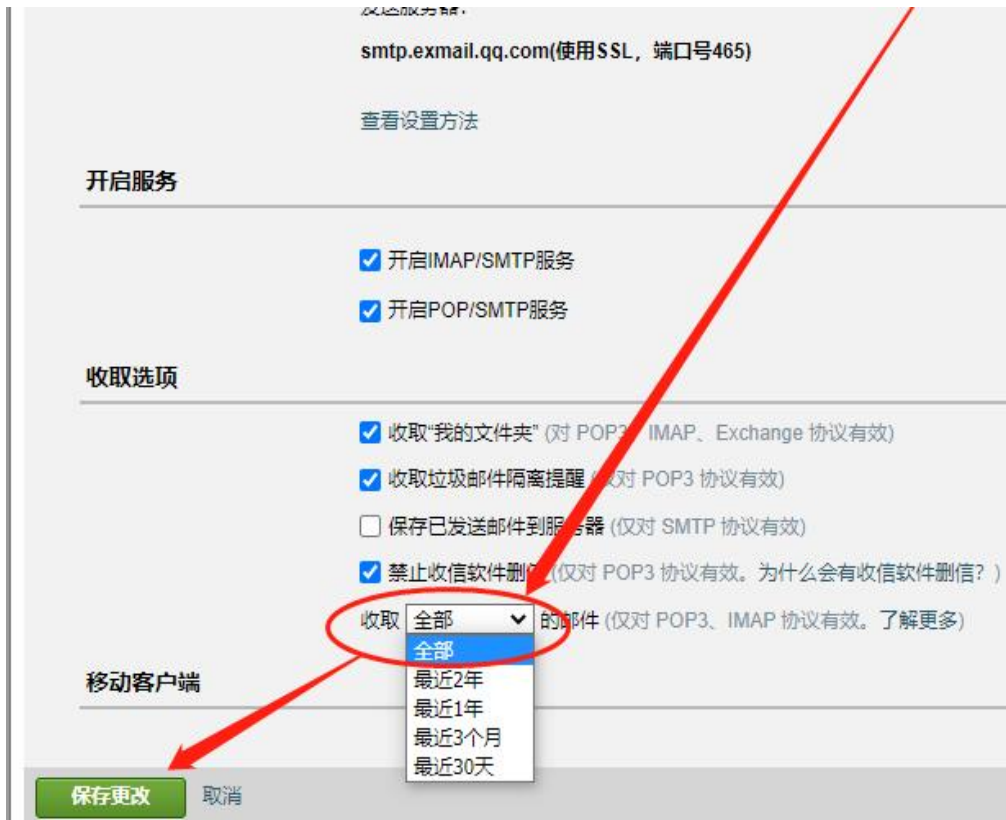 发送服务器：
smtp.exmail.qq.com(使用SSL，端口号465)
查看设置方法
开启服务
开启IMAP/SMTP服务
开启POP/SMTP服务
收取选项
收取“我的文件夹” (对 POP3、IMAP、Exchange 协议有效)
收取垃圾邮件隔离提醒 (仅对 POP3 协议有效)
保存已发送邮件到服务器 (仅对 SMTP 协议有效)
禁止收信软件删信 (仅对 POP3 协议有效。为什么会有收信软件删信？)
收取 全部 的邮件 (仅对 POP3、IMAP 协议有效。了解更多)
全部
最近2年
最近1年
最近3个月
最近30天
移动客户端
保存更改 取消